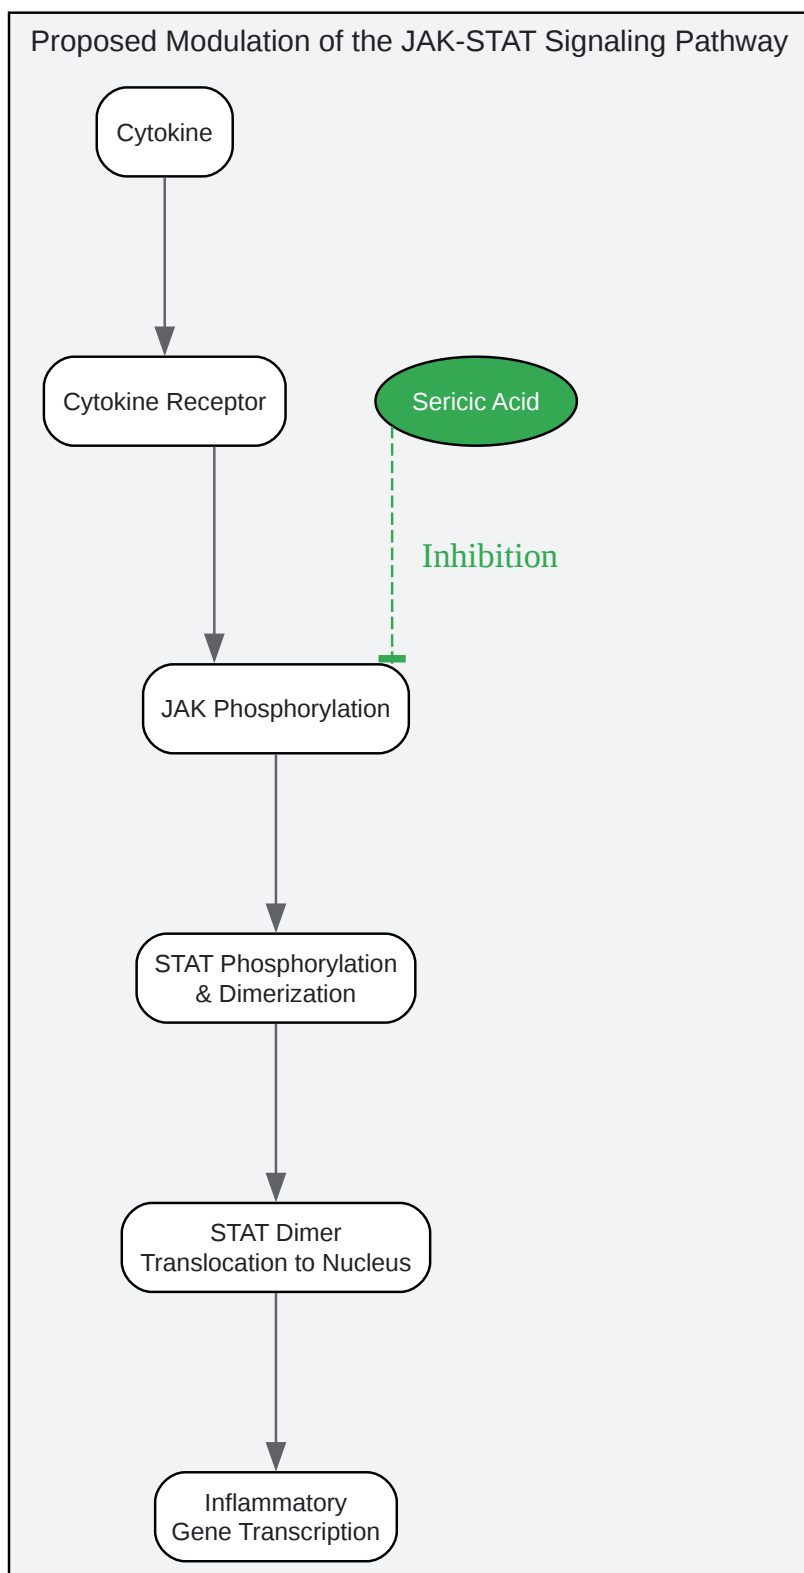 Proposed Modulation of the JAK-STAT Signaling Pathway
Cytokine
Cytokine Receptor
Sericic Acid
Inhibition
JAK Phosphorylation
STAT Phosphorylation
& Dimerization
STAT Dimer
Translocation to Nucleus
Inflammatory
Gene Transcription